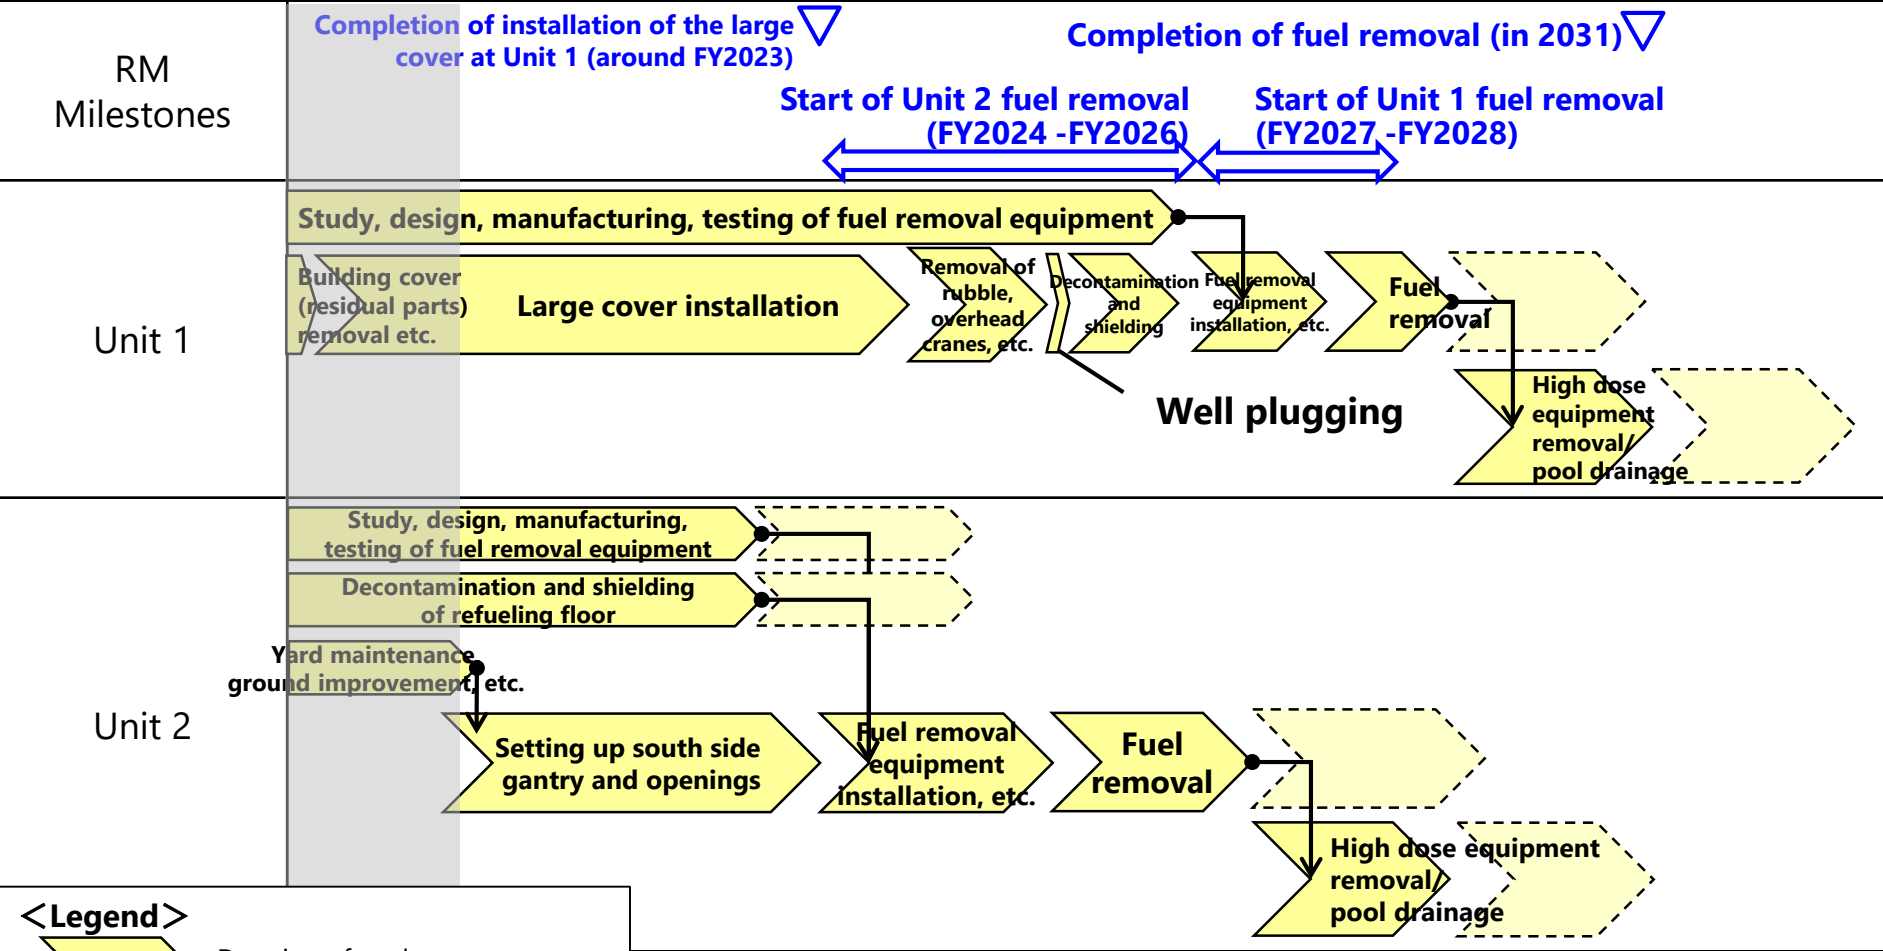 RM
Milestones
Completion of installation of the large
cover at Unit 1 (around FY2023)
Completion of fuel removal (in 2031)
Start of Unit 2 fuel removal
(FY2024 -FY2026)
Start of Unit 1 fuel removal
(FY2027 -FY2028)
Unit 1
Study, design, manufacturing, testing of fuel removal equipment
Building cover
(residual parts)
removal etc.
Large cover installation
Removal of
rubble,
overhead
cranes, etc.
Decontamination
and
shielding
Fuel removal
equipment
installation, etc.
Fuel
removal
Well plugging
High dose
equipment
removal/
pool drainage
Unit 2
Study, design, manufacturing,
testing of fuel removal equipment
Decontamination and shielding
of refueling floor
Yard maintenance
ground improvement, etc.
Setting up south side
gantry and openings
Fuel removal
equipment
installation, etc.
Fuel
removal
High dose equipment
removal/
pool drainage
<Legend>